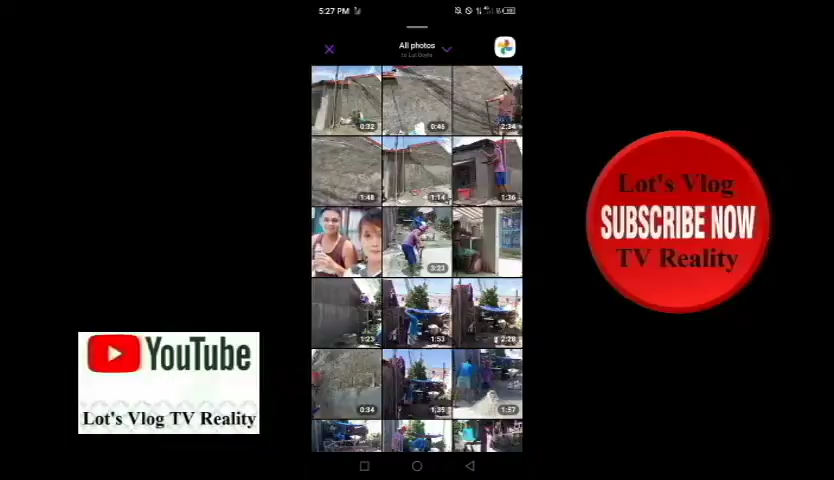 5:27 PM
All photos
0:32
0:45
2:34
1:48
1:14
1:36
3:23
1:23
1:53
2:28
0:34
1:35
1:57
Lot's Vlog
SUBSCRIBE NOW
TV Reality
YouTube
Lot's Vlog TV Reality